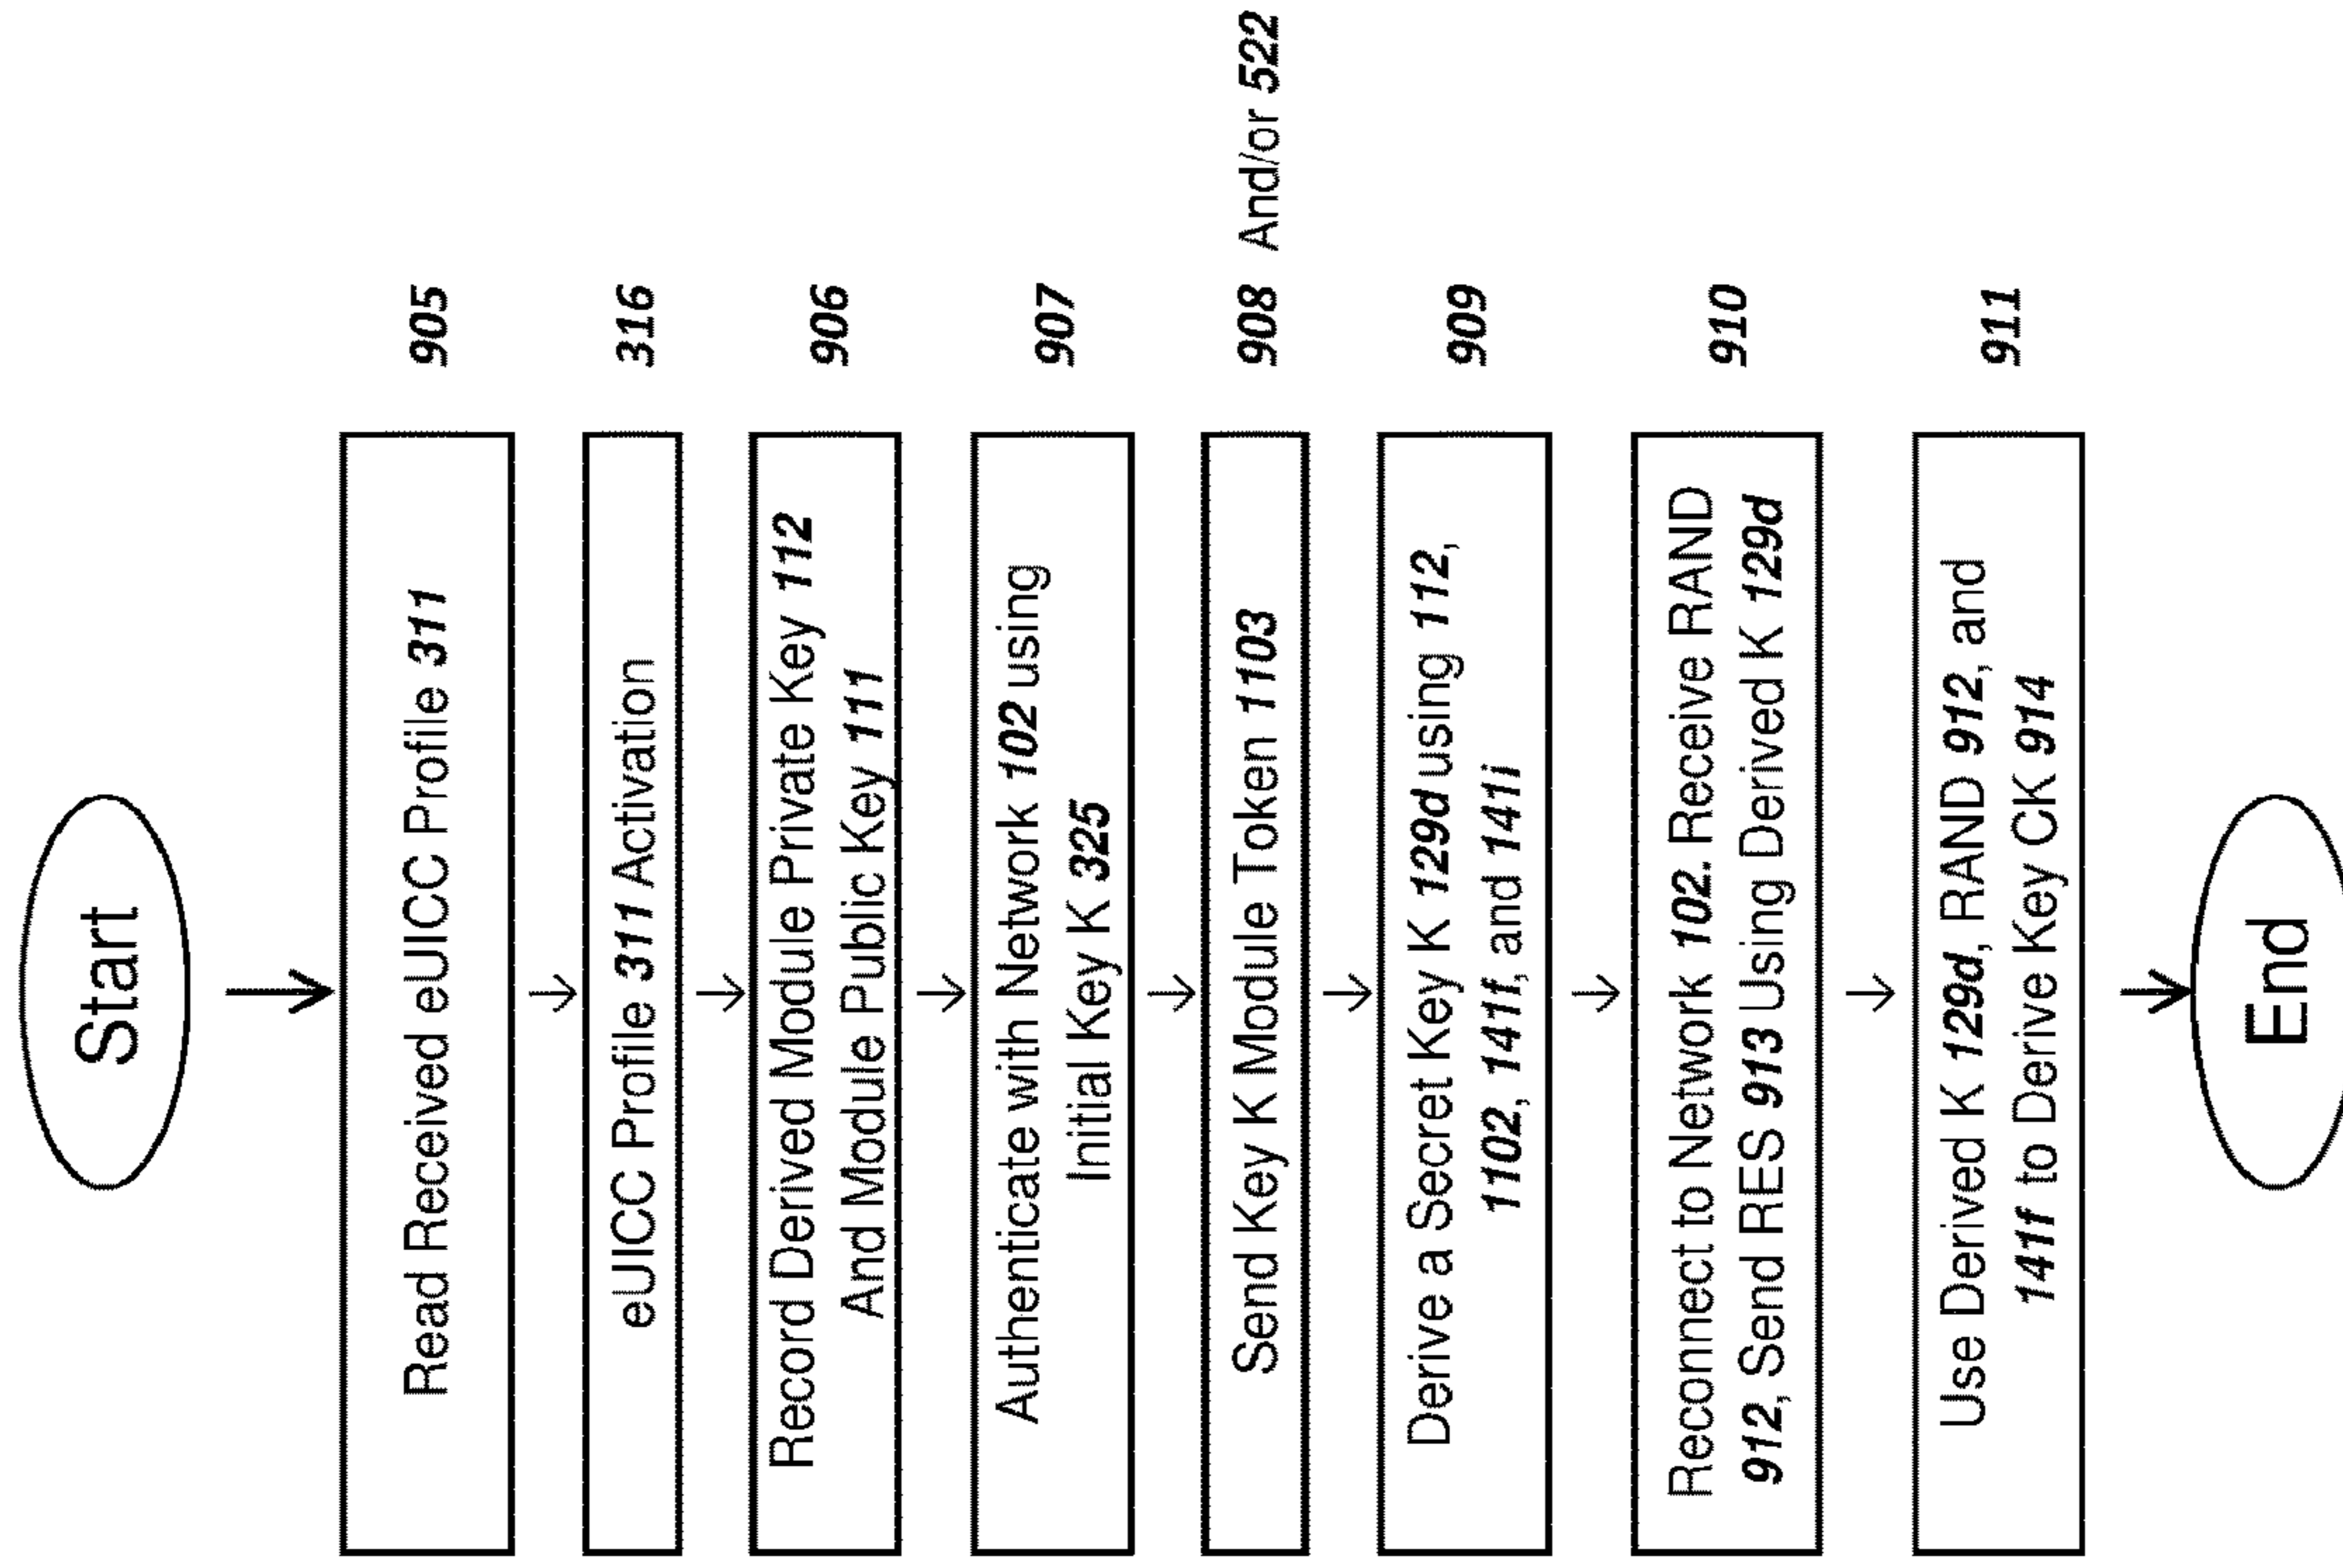 Start
Read Received eUICC Profile 311
905
eUICC Profile 311 Activation
316
Record Derived Module Private Key 112
And Module Public Key 111
906
Authenticate with Network 102 using
Initial Key K 325
907
Send Key K Module Token 1103
908 And/or 522
Derive a Secret Key K 129d using 112,
1102, 141f, and 141i
909
Reconnect to Network 102. Receive RAND
912, Send RES 913 Using Derived K 129d
910
Use Derived K 129d, RAND 912, and
141f to Derive Key CK 914
911
End